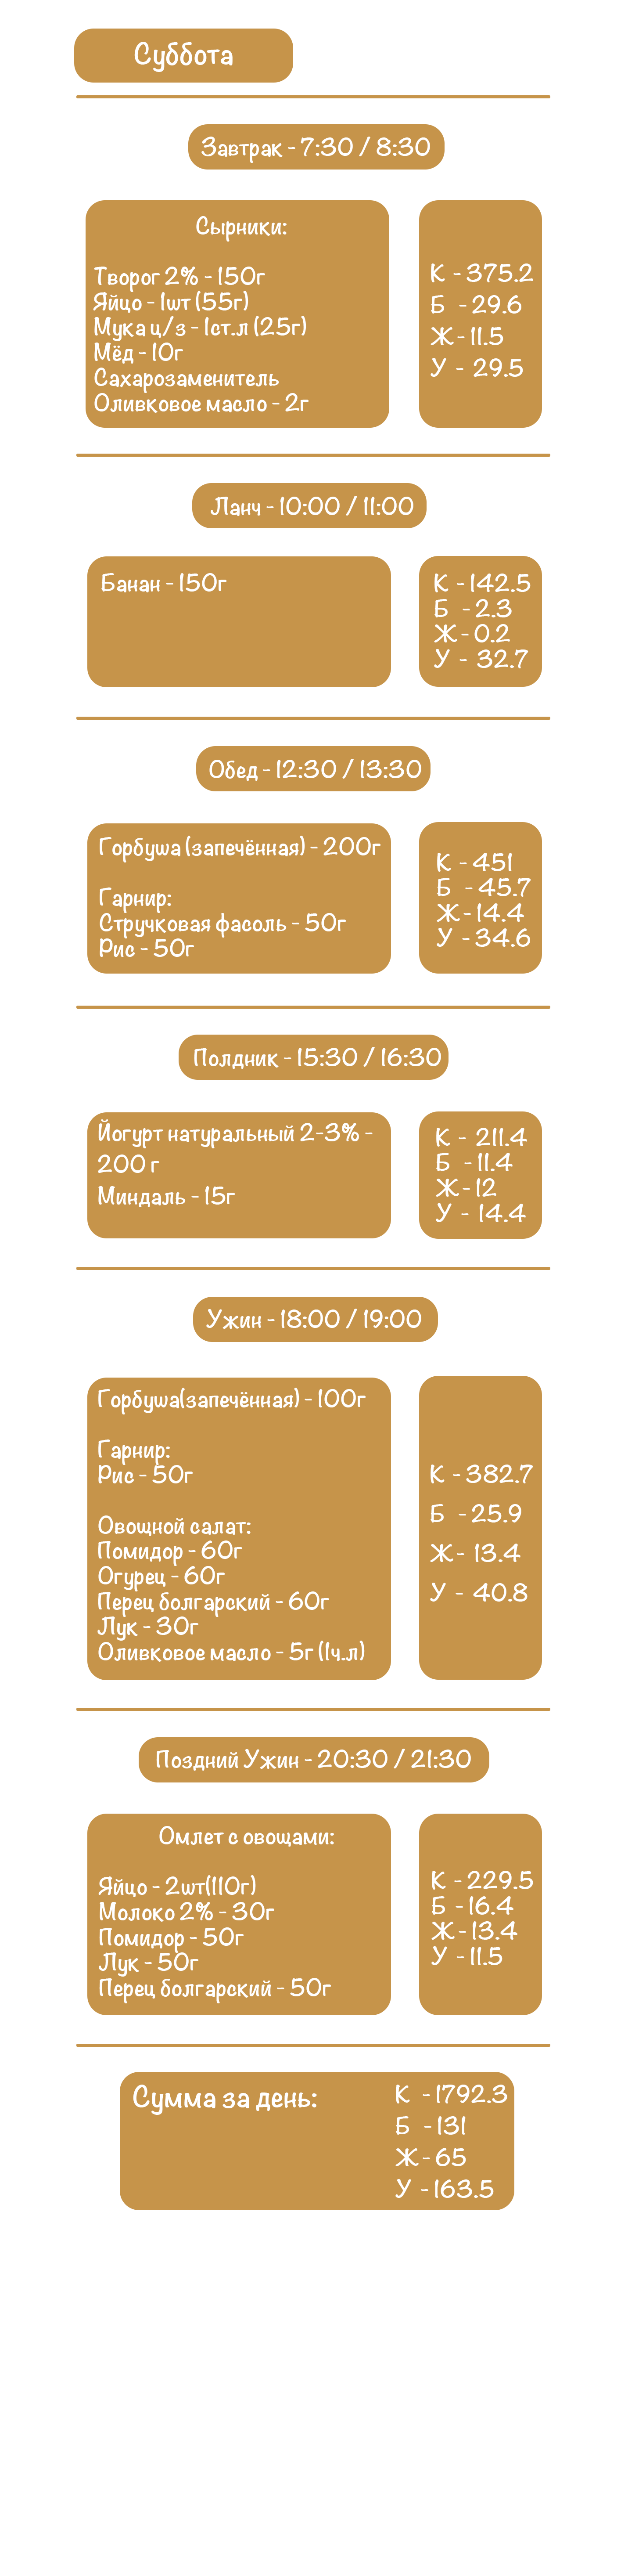 Суббота
Завтрак - 7:30 / 8:30
Сырники:
Творог 2% - 150г
Яйцо - 1шт (55г)
Мука ц/з - 1ст.л (25г)
Мёд - 10г
Сахарозаменитель
Оливковое масло - 2г
К - 375.2
Б - 29.6
Ж - 11.5
У - 29.5
Ланч - 10:00 / 11:00
Банан - 150г
К - 142.5
Б - 2.3
Ж - 0.2
У - 32.7
Обед - 12:30 / 13:30
Горбуша (запечённая) - 200г
Гарнир:
Стручковая фасоль - 50г
Рис - 50г
К - 451
Б - 45.7
Ж - 14.4
У - 34.6
Полдник - 15:30 / 16:30
Йогурт натуральный 2-3% -
200 г
Миндаль - 15г
К - 211.4
Б - 11.4
Ж - 12
У - 14.4
Ужин - 18:00 / 19:00
Горбуша(запечённая) - 100г
Гарнир:
Рис - 50г
Овощной салат:
Помидор - 60г
Огурец - 60г
Перец болгарский - 60г
Лук - 30г
Оливковое масло - 5г (1ч.л)
К - 382.7
Б - 25.9
Ж - 13.4
У - 40.8
Поздний Ужин - 20:30 / 21:30
Омлет с овощами:
Яйцо - 2шт(110г)
Молоко 2% - 30г
Помидор - 50г
Лук - 50г
Перец болгарский - 50г
К - 229.5
Б - 16.4
Ж - 13.4
У - 11.5
Сумма за день:
К - 1792.3
Б - 131
Ж - 65
У - 163.5